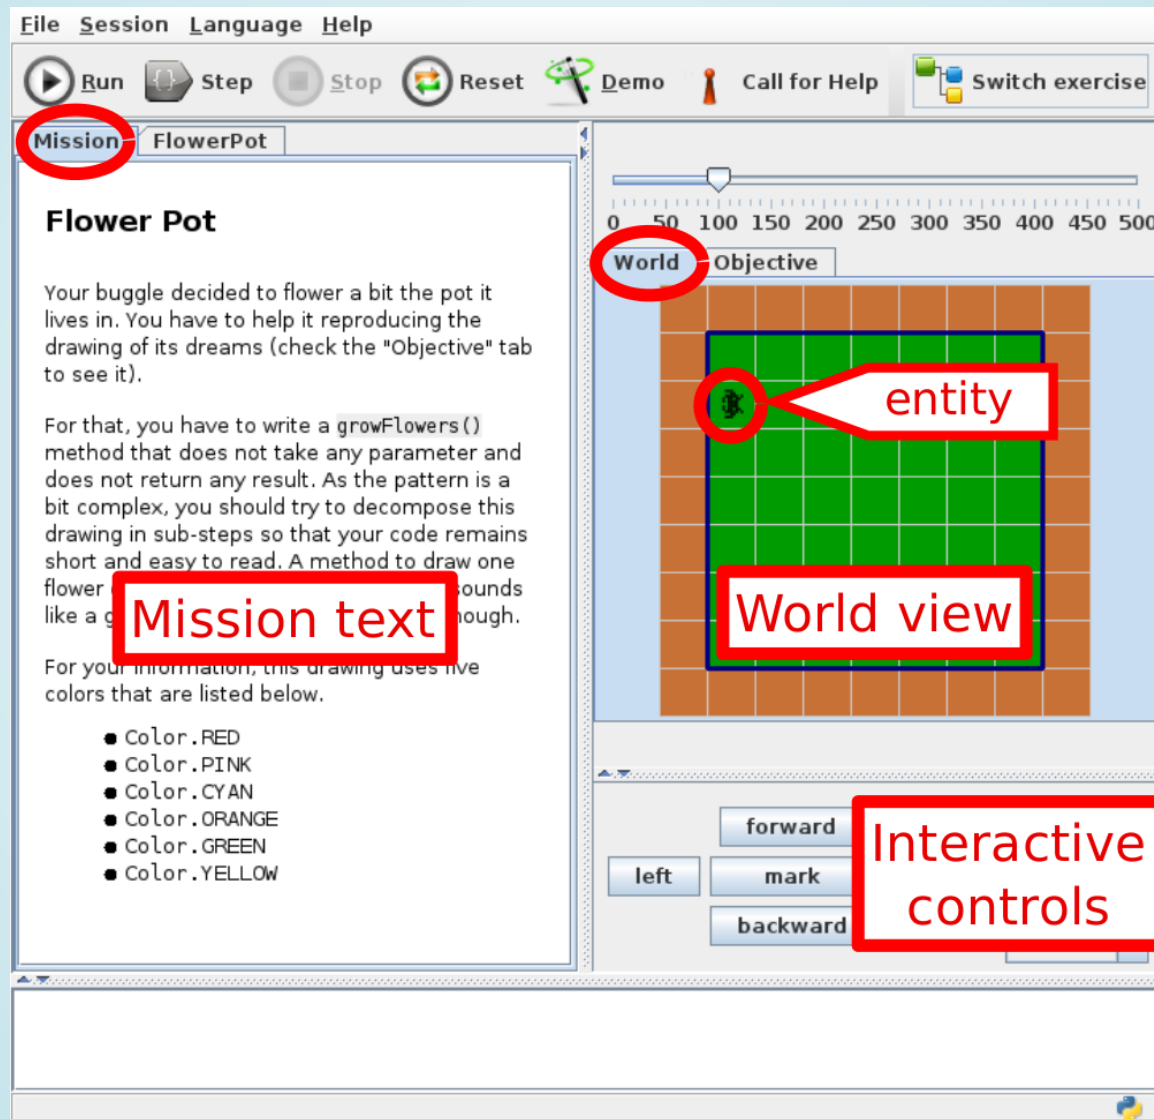 File Session Language Help
Run Step Stop Reset Demo Call for Help Switch exercise
Mission FlowerPot
Flower Pot
Your buggle decided to flower a bit the pot it
lives in. You have to help it reproducing the
drawing of its dreams (check the "Objective" tab
to see it).
For that, you have to write a growFlowers()
method that does not take any parameter and
does not return any result. As the pattern is a
bit complex, you should try to decompose this
drawing in sub-steps so that your code remains
short and easy to read. A method to draw one
flower sounds
like a
Mission text
For your information, this drawing uses five
colors that are listed below.
Color.RED
Color.PINK
Color.CYAN
Color.ORANGE
Color.GREEN
Color.YELLOW
0 50 100 150 200 250 300 350 400 450 500
World Objective
entity
World view
forward
left mark
backward
Interactive
controls